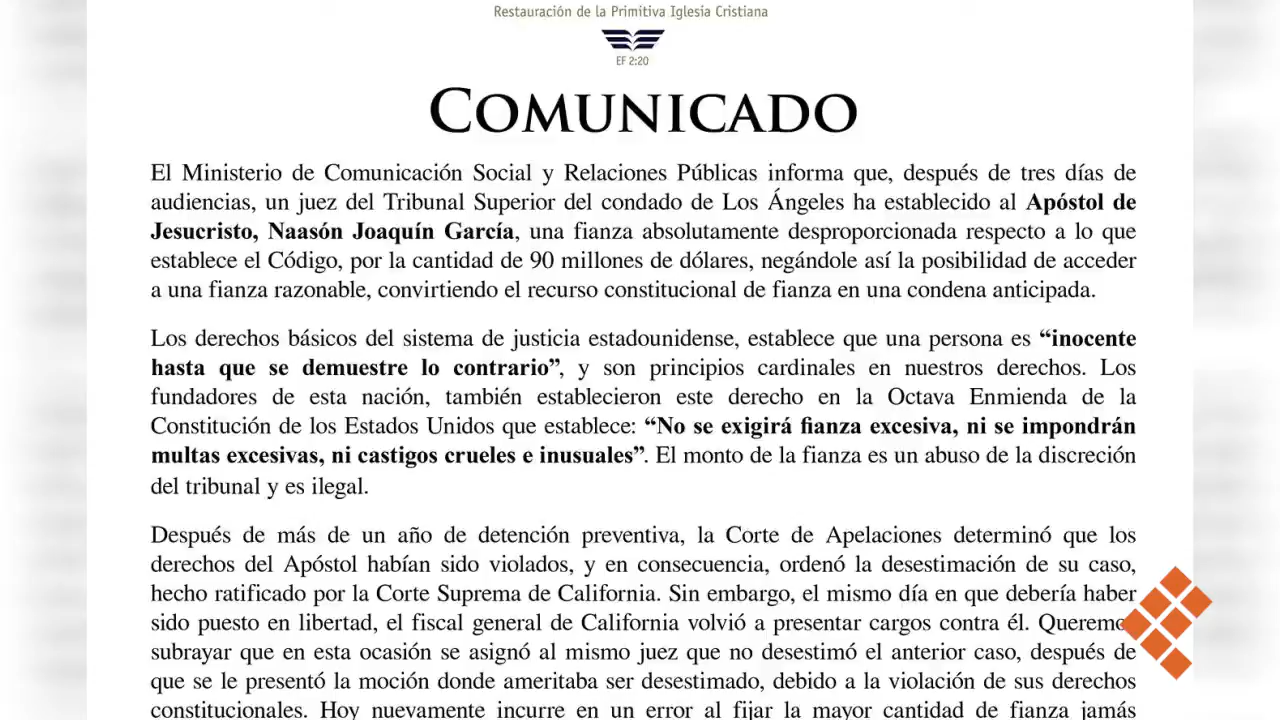 Restauración de la Primitiva Iglesia Cristiana
EF 2:20
COMUNICADO
El Ministerio de Comunicación Social y Relaciones Públicas informa que, después de tres días de
audiencias, un juez del Tribunal Superior del condado de Los Ángeles ha establecido al Apóstol de
Jesucristo, Naasón Joaquín García, una fianza absolutamente desproporcionada respecto a lo que
establece el Código, por la cantidad de 90 millones de dólares, negándole así la posibilidad de acceder
a una fianza razonable, convirtiendo el recurso constitucional de fianza en una condena anticipada.
Los derechos básicos del sistema de justicia estadounidense, establece que una persona es “inocente
hasta que se demuestre lo contrario”, y son principios cardinales en nuestros derechos. Los
fundadores de esta nación, también establecieron este derecho en la Octava Enmienda de la
Constitución de los Estados Unidos que establece: “No se exigirá fianza excesiva, ni se impondrán
multas excesivas, ni castigos crueles e inusuales”. El monto de la fianza es un abuso de la discreción
del tribunal y es ilegal.
Después de más de un año de detención preventiva, la Corte de Apelaciones determinó que los
derechos del Apóstol habían sido violados, y en consecuencia, ordenó la desestimación de su caso,
hecho ratificado por la Corte Suprema de California. Sin embargo, el mismo día en que debería haber
sido puesto en libertad, el fiscal general de California volvió a presentar cargos contra él. Queremos
subrayar que en esta ocasión se asignó al mismo juez que no desestimó el anterior caso, después de
que se le presentó la moción donde ameritaba ser desestimado, debido a la violación de sus derechos
constitucionales. Hoy nuevamente incurre en un error al fijar la mayor cantidad de fianza jamás